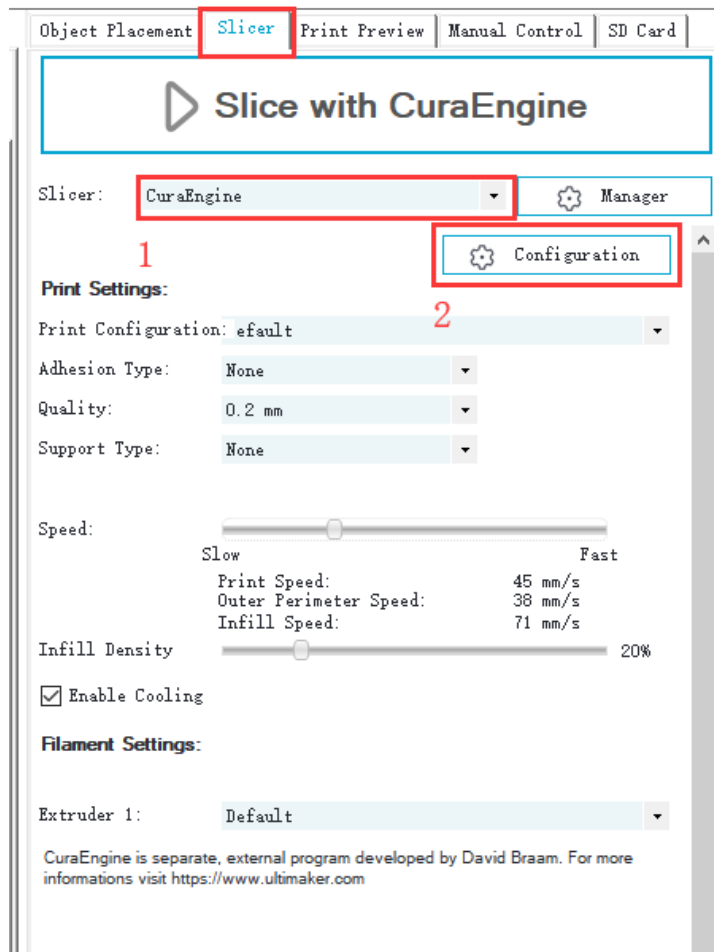 Object Placement Slicer Print Preview Manual Control SD Card
Slice with CuraEngine
Slicer: CuraEngine Manager
1
Configuration
Print Settings:
2
Print Configuration: efault
Adhesion Type: None
Quality: 0.2 mm
Support Type: None
Speed:
Slow Fast
Print Speed: 45 mm/s
Outer Perimeter Speed: 38 mm/s
Infill Speed: 71 mm/s
Infill Density 20%
Enable Cooling
Filament Settings:
Extruder 1: Default
CuraEngine is separate, external program developed by David Braam. For more
informations visit https://www.ultimaker.com